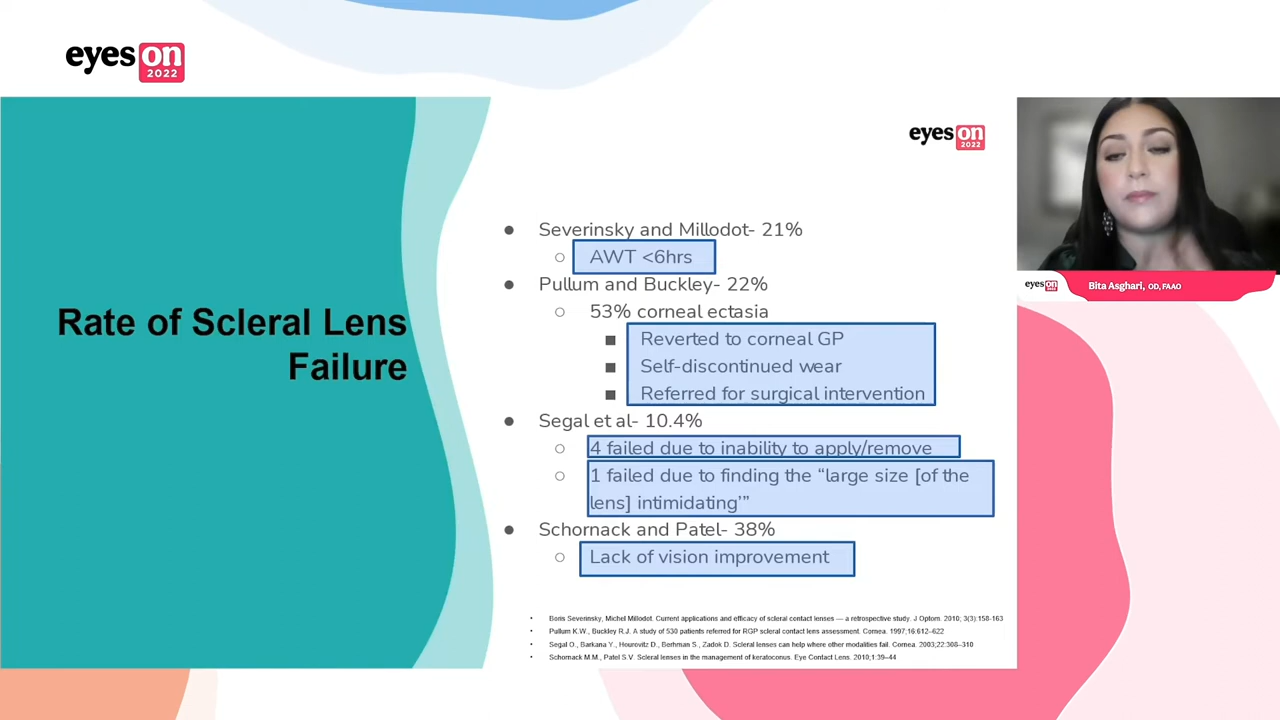 eyes on
2022
eyes on
2022
Rate of Scleral Lens
Failure
● Severinsky and Millodot- 21%
○ AWT <6hrs
● Pullum and Buckley- 22%
○ 53% corneal ectasia
■ Reverted to corneal GP
■ Self-discontinued wear
■ Referred for surgical intervention
● Segal et al- 10.4%
○ 4 failed due to inability to apply/remove
○ 1 failed due to finding the “large size [of the
lens] intimidating’”
● Schornack and Patel- 38%
○ Lack of vision improvement
• Boris Severinsky, Michel Millodot. Current applications and efficacy of scleral contact lenses — a retrospective study. J Optom. 2010; 3(3):158-163
• Pullum K.W., Buckley R.J. A study of 530 patients referred for RGP scleral contact lens assessment. Cornea. 1997;16:612–622
• Segal O., Barkana Y., Hourovitz D., Berhman S., Zadok D. Scleral lenses can help where other modalities fail. Cornea. 2003;22:308–310
• Schornack M.M., Patel S.V. Scleral lenses in the management of keratoconus. Eye Contact Lens. 2010;1:39–44
eyes on
2022
Bita Asghari, OD, FAAO